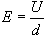 E = U/d